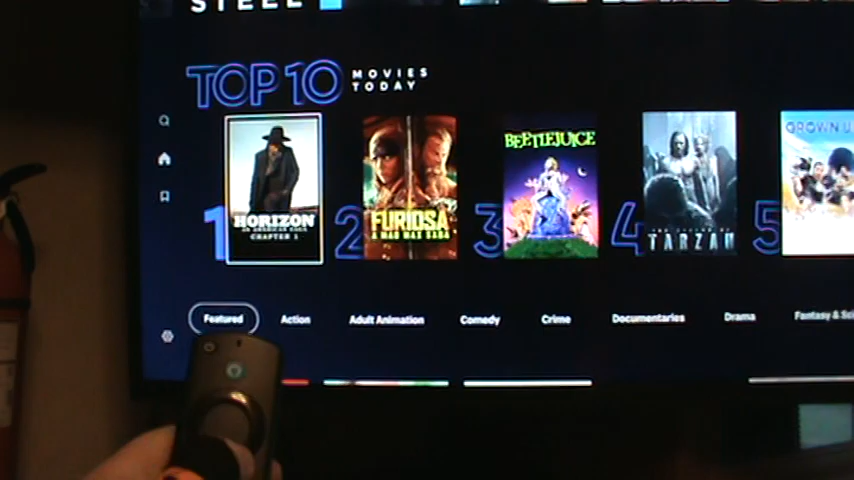 STEEL
TOP 10
MOVIES
TODAY
1
HORIZON
AN AMERICAN SAGA
CHAPTER 1
2
FURIOSA
A MAD MAX SAGA
3
BEETLEJUICE
4
TARZAN
5
GROWN U
Featured
Action
Adult Animation
Comedy
Crime
Documentaries
Drama
Fantasy & Sci